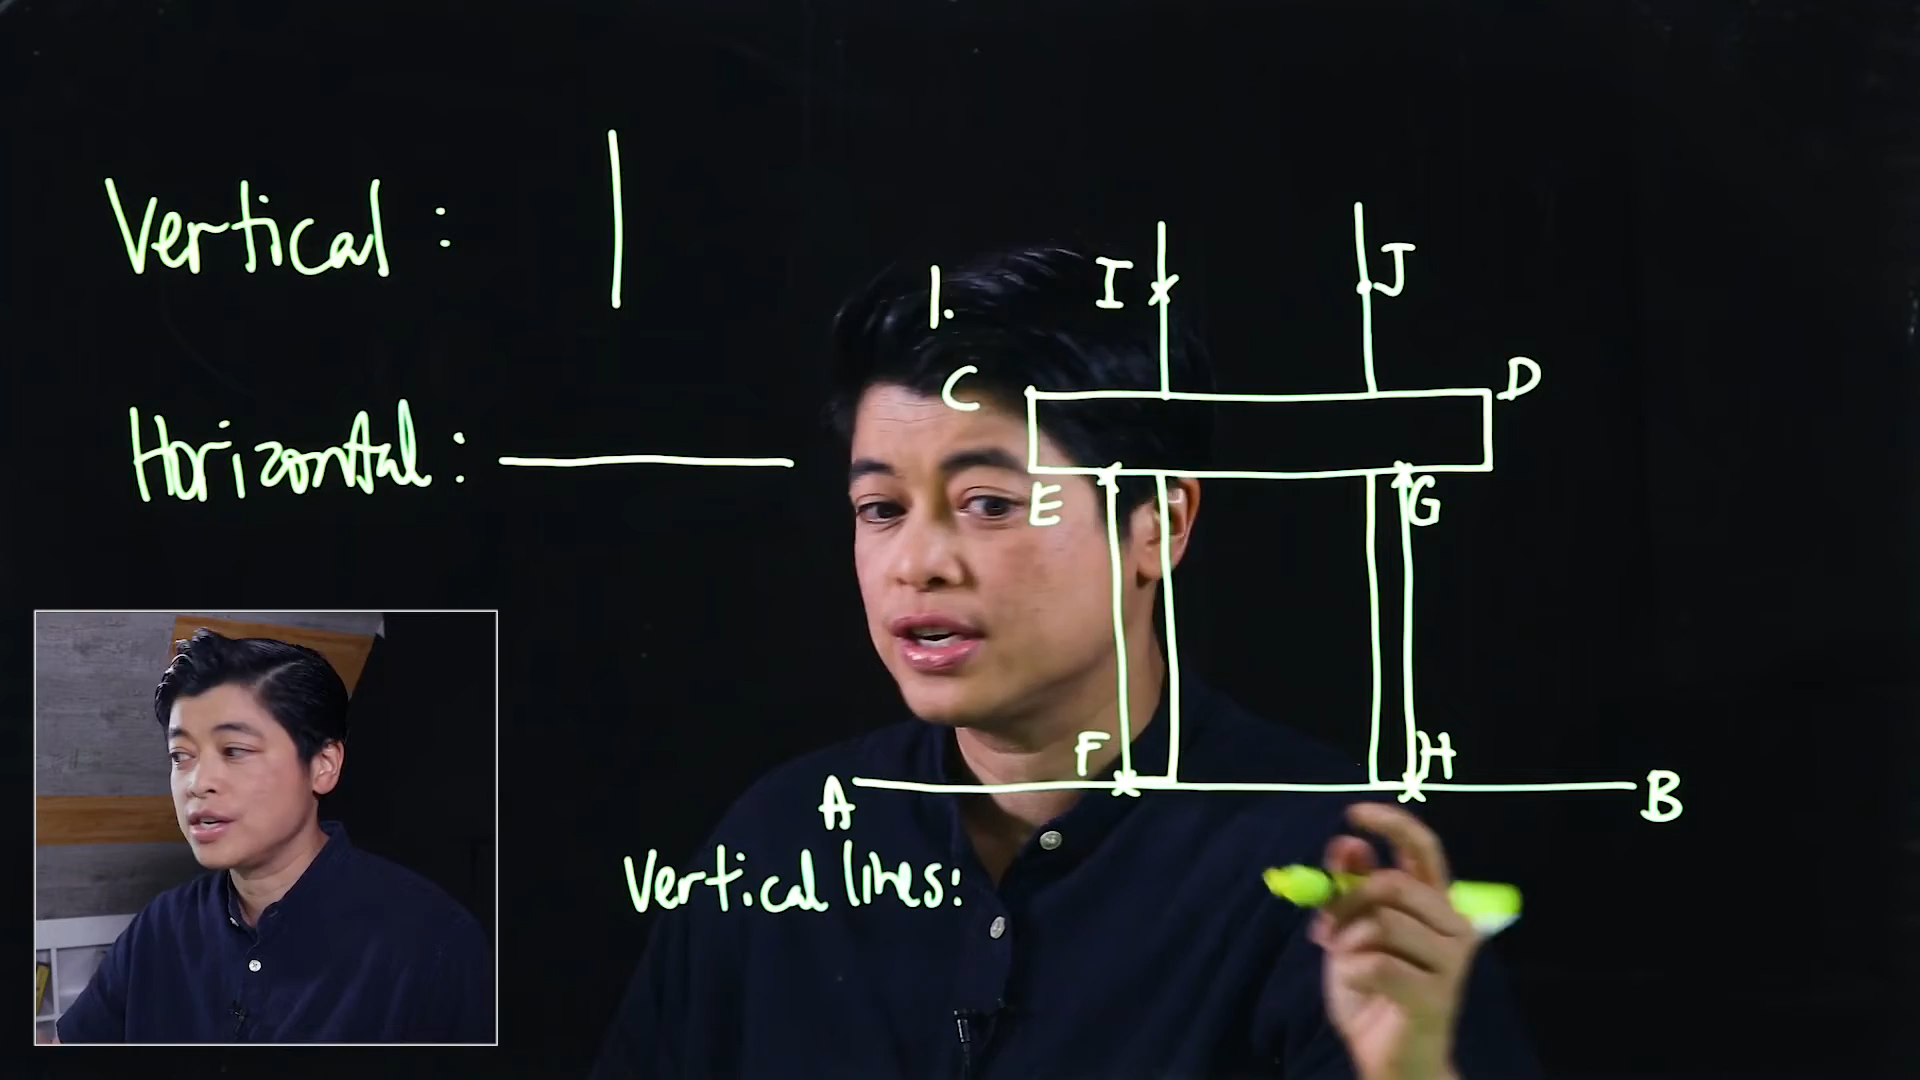 Vertical :
Horizontal :
1.
I
J
C
D
E
G
F
H
A
B
Vertical lines: